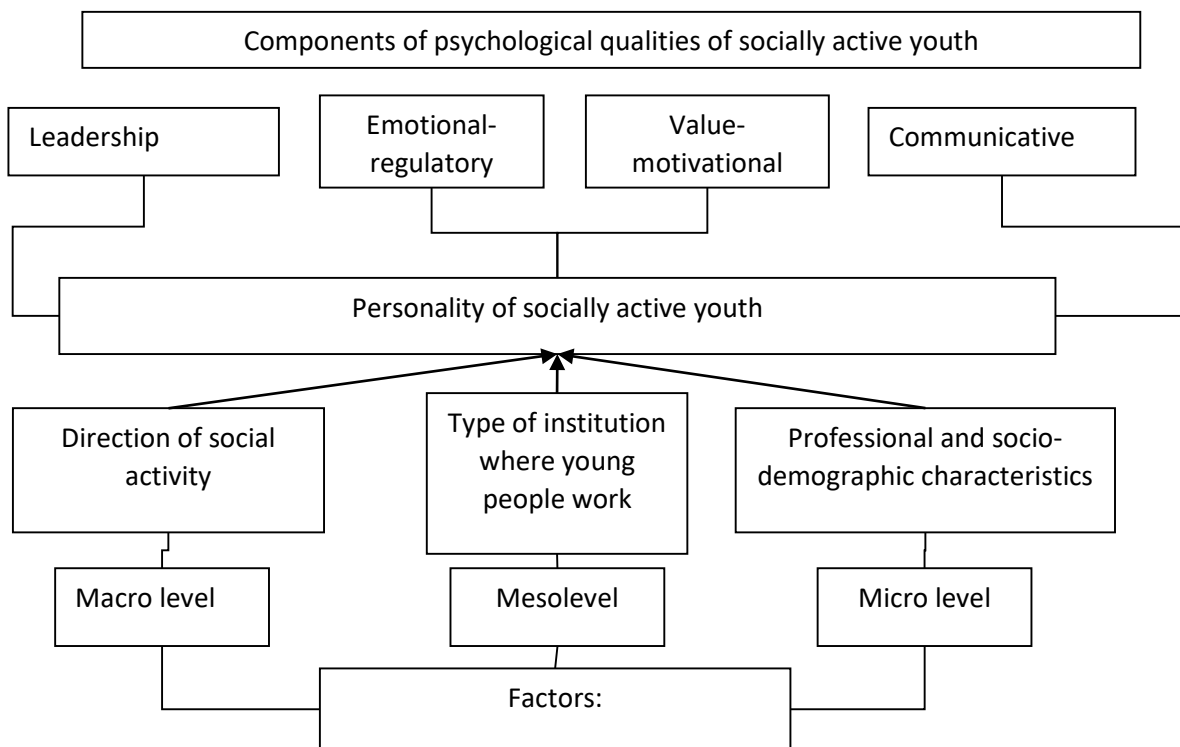 Components of psychological qualities of socially active youth
Leadership
Emotional-
regulatory
Value-
motivational
Communicative
Personality of socially active youth
Direction of social
activity
Type of institution
where young
people work
Professional and socio-
demographic characteristics
Macro level
Mesolevel
Micro level
Factors: